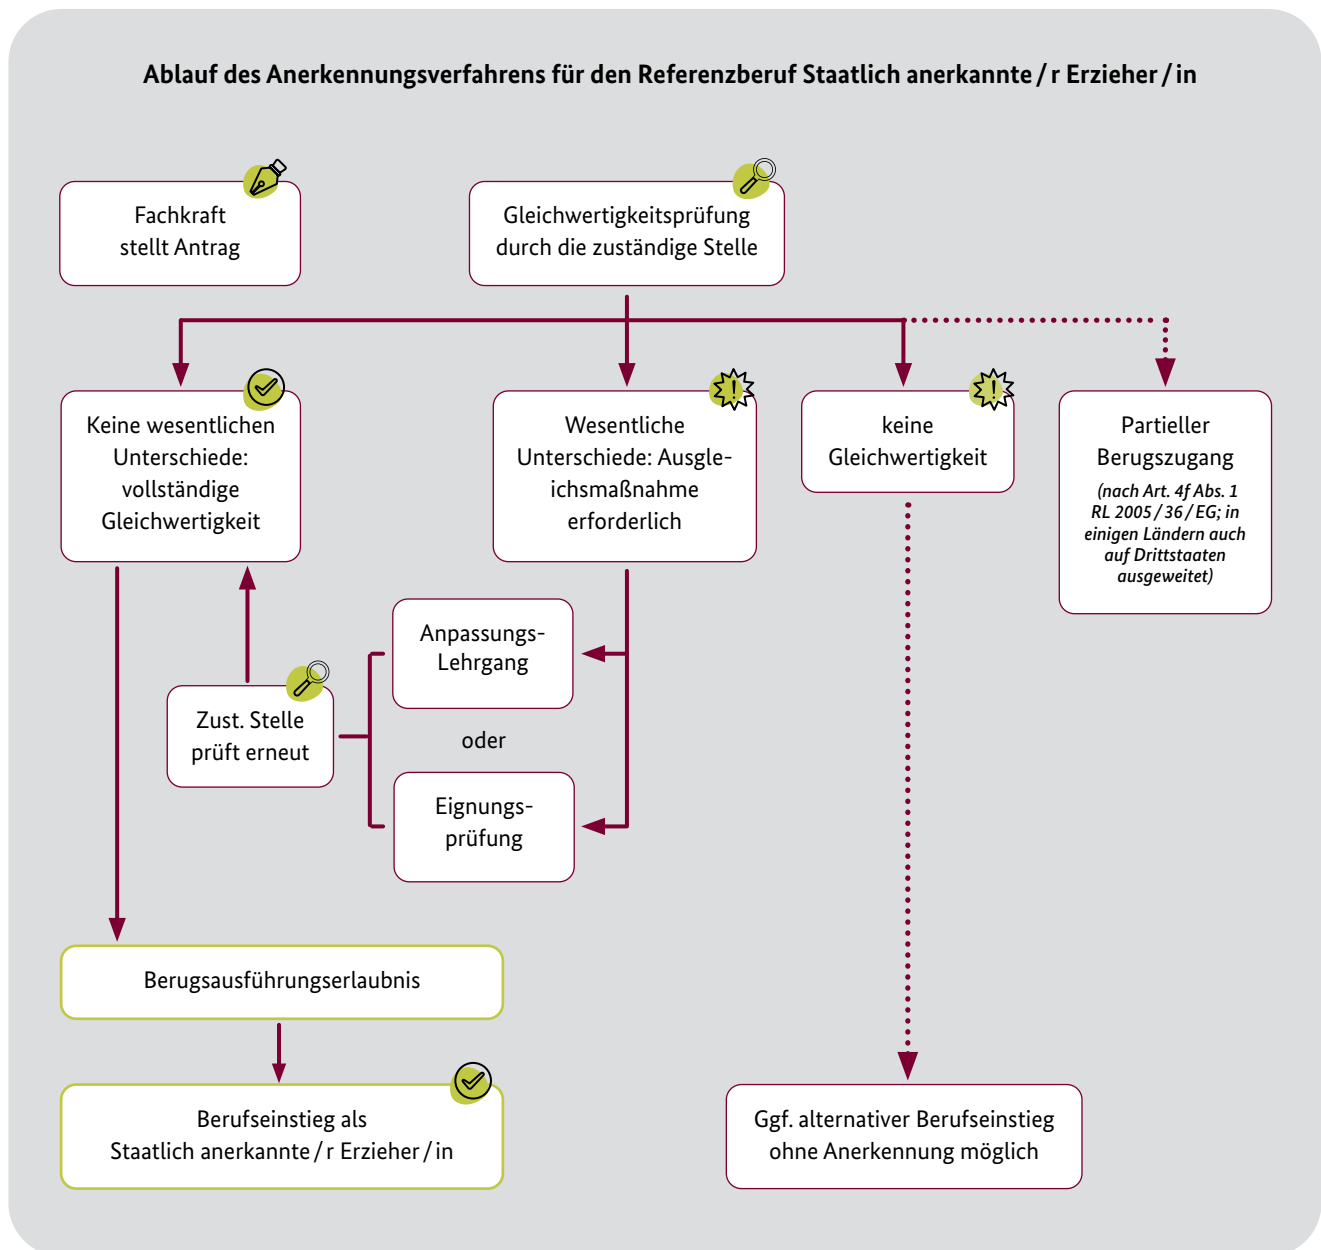 Ablauf des Anerkennungsverfahrens für den Referenzberuf Staatlich anerkannte / r Erzieher / in
Fachkraft
stellt Antrag
Gleichwertigkeitsprüfung
durch die zuständige Stelle
Keine wesentlichen
Unterschiede:
vollständige
Gleichwertigkeit
Wesentliche
Unterschiede: Ausgle-
ichsmaßnahme
erforderlich
keine
Gleichwertigkeit
Partieller
Berugszugang
(nach Art. 4f Abs. 1
RL 2005 / 36 / EG; in
einigen Ländern auch
auf Drittstaaten
ausgeweitet)
Anpassungs-
Lehrgang
Zust. Stelle
prüft erneut
oder
Eignungs-
prüfung
Berugsausführungserlaubnis
Berufseinstieg als
Staatlich anerkannte / r Erzieher / in
Ggf. alternativer Berufseinstieg
ohne Anerkennung möglich